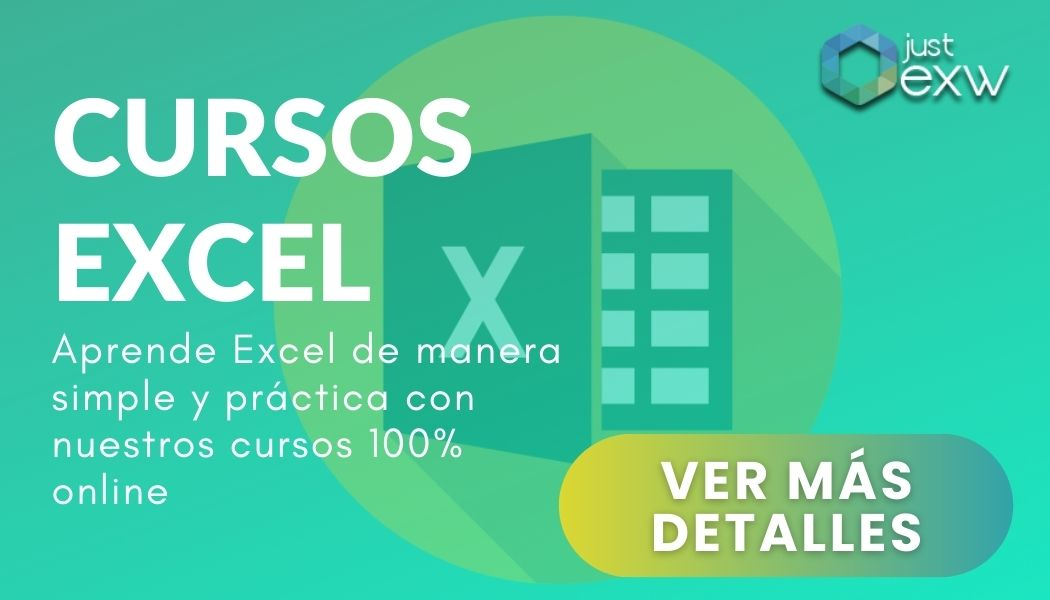 just
exw
CURSOS
EXCEL
X
Aprende Excel de manera
simple y práctica con
nuestros cursos 100%
online
VER MÁS
DETALLES